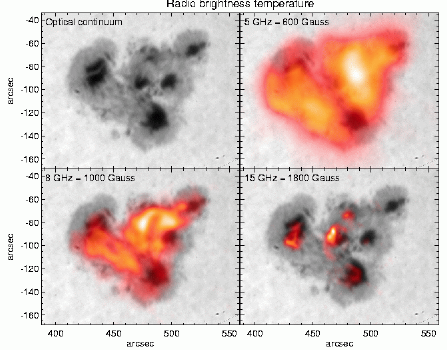 Radio brightness temperature
Optical continuum
5 GHz = 600 Gauss
8 GHz = 1000 Gauss
15 GHz = 1800 Gauss
-40
-60
-80
-100
-120
-140
-160
arcsec
-40
-60
-80
-100
-120
-140
-160
arcsec
400
450
500
550
400
450
500
550
arcsec
arcsec